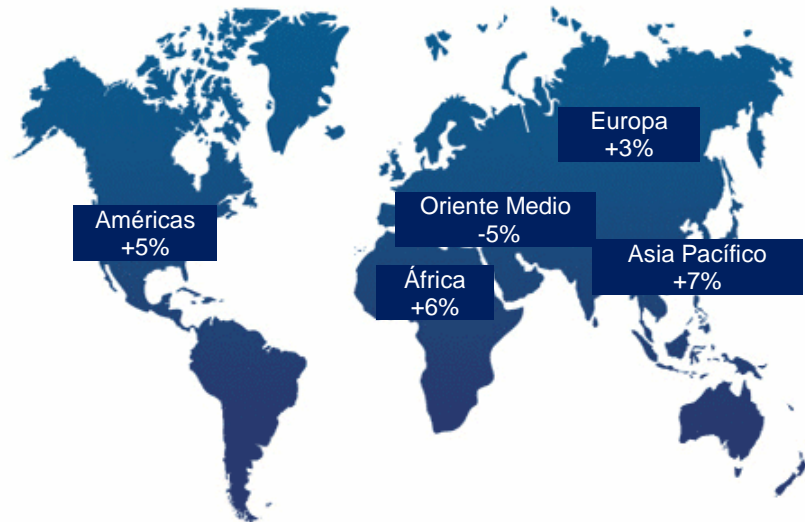 Europa
+3%
Oriente Medio
-5%
Américas
+5%
Asia Pacífico
+7%
África
+6%